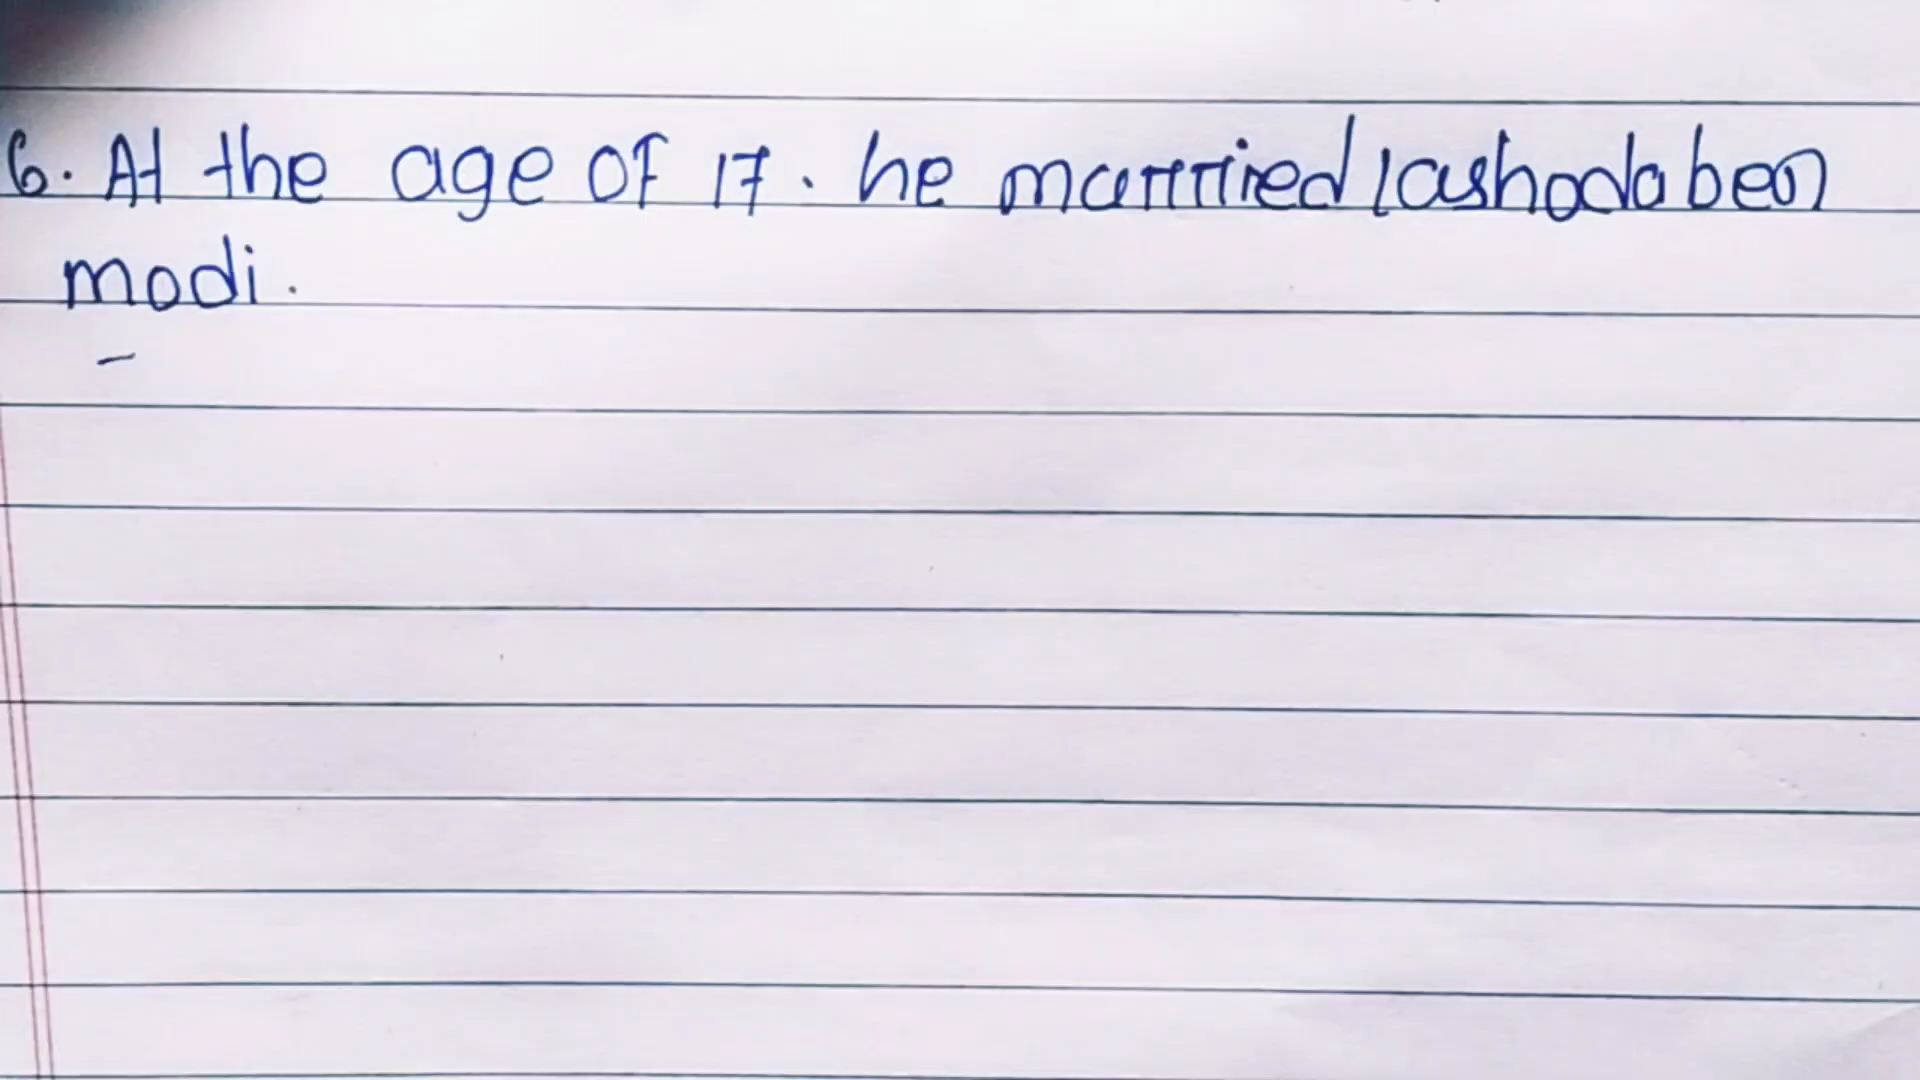 6. At the age of 17. he married Jashodaben
modi.